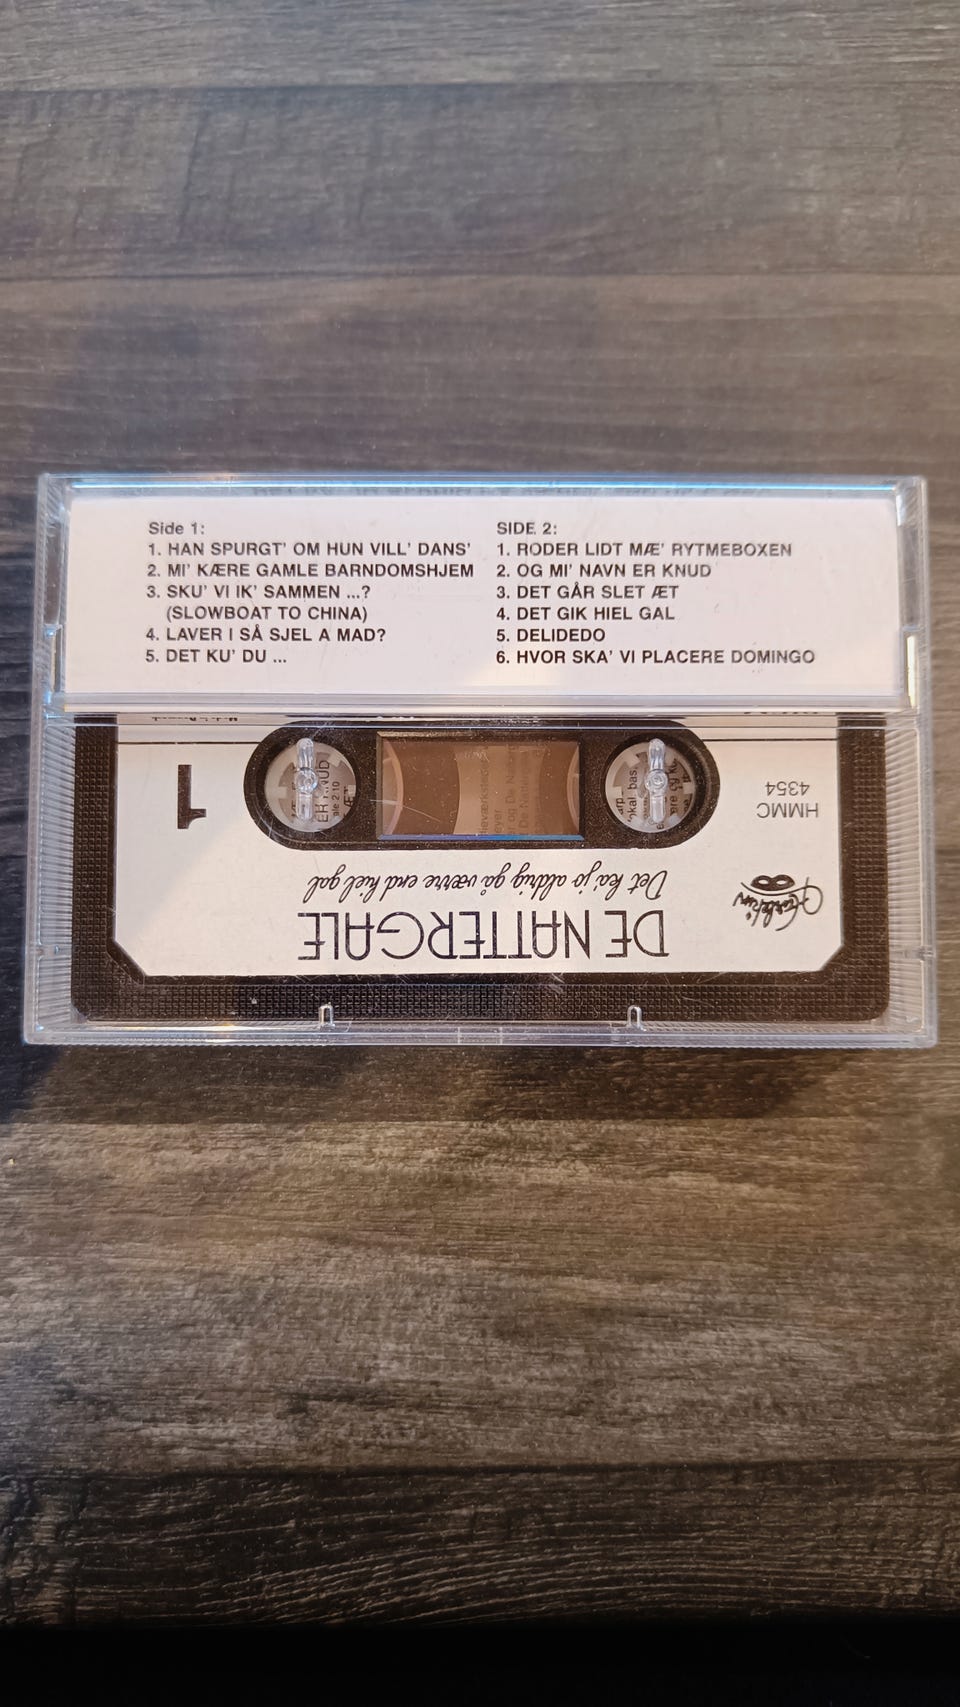 Side 1:
1. HAN SPURGT' OM HUN VILL' DANS'
2. MI' KÆRE GAMLE BARNDOMSHJEM
3. SKU' VI IK' SAMMEN ...?
(SLOWBOAT TO CHINA)
4. LAVER I SÅ SJEL A MAD?
5. DET KU' DU ...
SIDE 2:
1. RODER LIDT MÆ' RYTMEBOXEN
2. OG MI' NAVN ER KNUD
3. DET GÅR SLET ÆT
4. DET GIK HIEL GAL
5. DELIDEDO
6. HVOR SKA' VI PLACERE DOMINGO
DE NATTERGALE
Det ka' jo aldrig gå værre end hiel gal
HMMC
4354
1